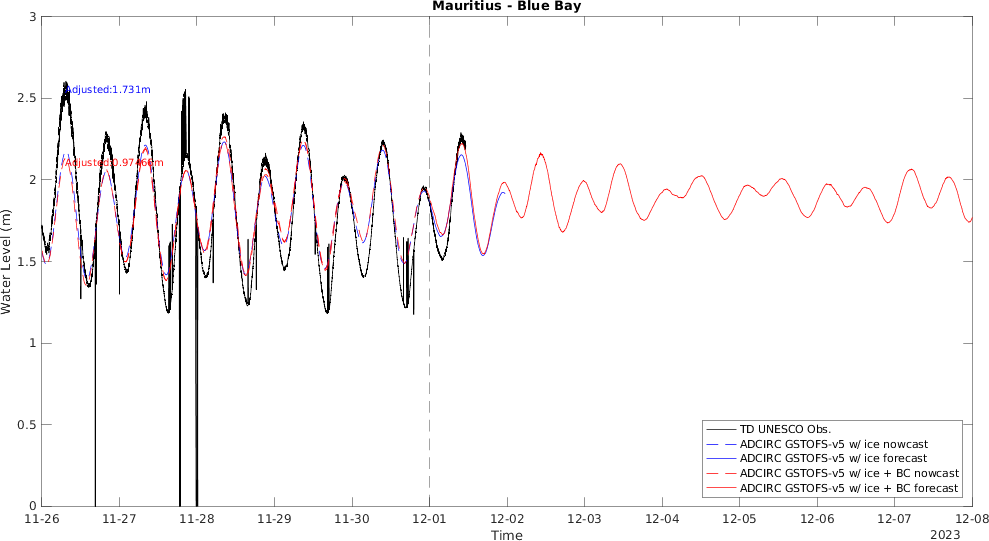 Mauritius - Blue Bay
Water Level (m)
3
2.5
2
1.5
1
0.5
0
Adjusted:1.731m
TD UNESCO Obs.
ADCIRC GSTOFS-v5 w/ ice nowcast
ADCIRC GSTOFS-v5 w/ ice forecast
ADCIRC GSTOFS-v5 w/ ice + BC nowcast
ADCIRC GSTOFS-v5 w/ ice + BC forecast
11-26 11-27 11-28 11-29 11-30 12-01 12-02 12-03 12-04 12-05 12-06 12-07 12-08
Time
2023